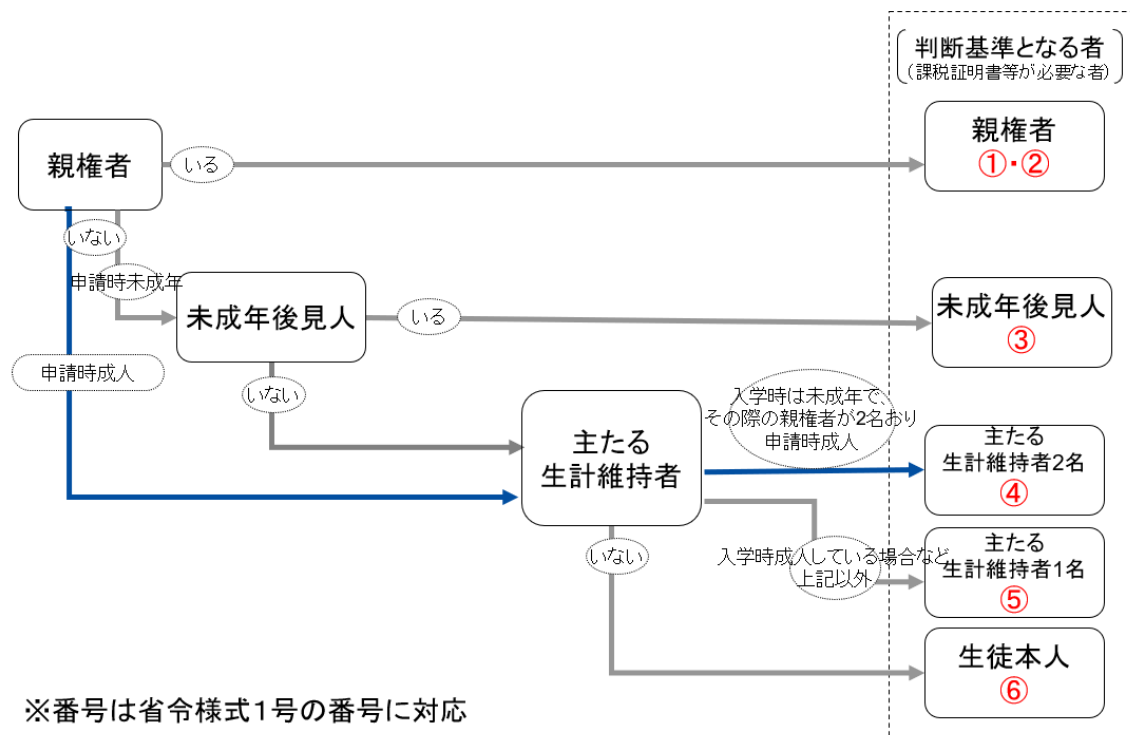 判断基準となる者
(課税証明書等が必要な者)
親権者
いる
親権者
①・②
いない
申請時未成年
未成年後見人
いる
未成年後見人
③
申請時成人
いない
主たる
生計維持者
入学時は未成年で、
その際の親権者が2名おり
申請時成人
主たる
生計維持者2名
④
いない
入学時成人している場合など
上記以外
主たる
生計維持者1名
⑤
生徒本人
⑥
※番号は省令様式1号の番号に対応